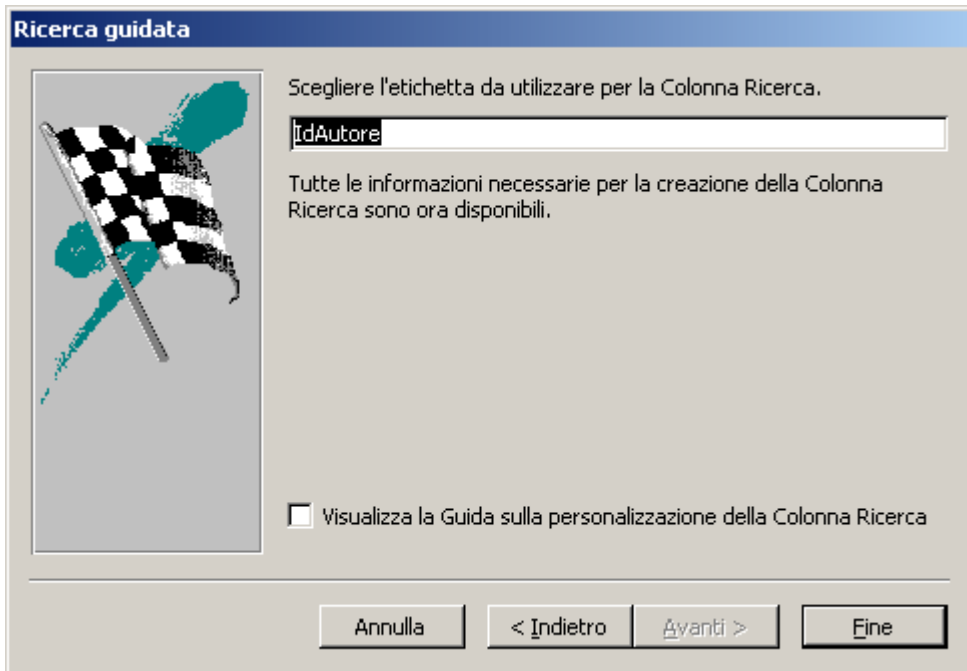 Ricerca guidata
Scegliere l'etichetta da utilizzare per la Colonna Ricerca.
IdAutore
Tutte le informazioni necessarie per la creazione della Colonna
Ricerca sono ora disponibili.
Visualizza la Guida sulla personalizzazione della Colonna Ricerca
Annulla < Indietro Avanti > Fine